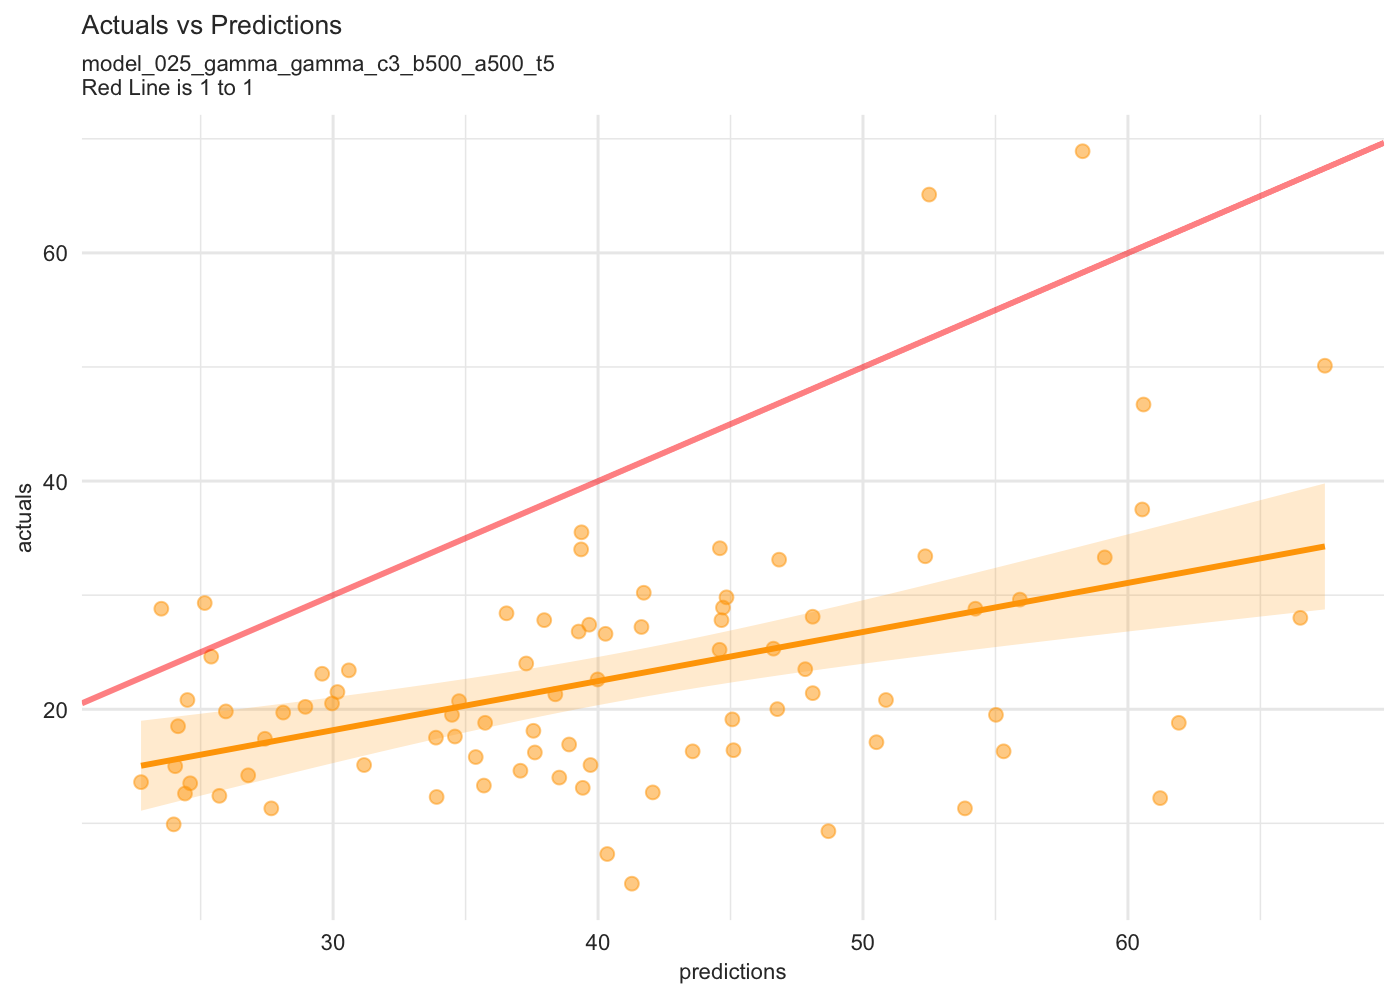 Actuals vs Predictions
model_025_gamma_gamma_c3_b500_a500_t5
Red Line is 1 to 1
60
40
20
actuals
30 40 50 60
predictions